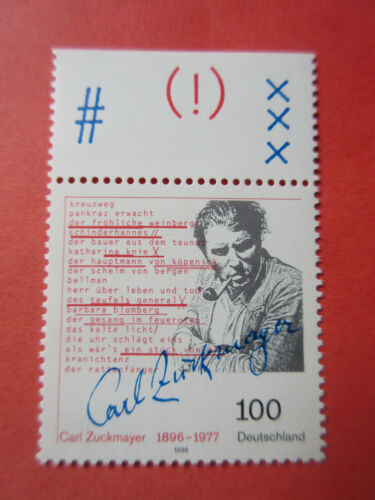 # (!) XXX
kreuzweg
pankraz erwacht
der fröhliche weinberg
schinderhannes //
der bauer aus dem taunus
katharina knie X
der hauptmann von köpenick
der schelm von bergen
bellman
herr über leben und tod
des teufels general X
barbara blomberg
der gesang im feuerofen
das kalte licht/
die uhr schlägt eins
als wär's ein stück von
kranichtanz
der rattenfänger
Carl Zuckmayer
100
Carl Zuckmayer 1896-1977 Deutschland
1996